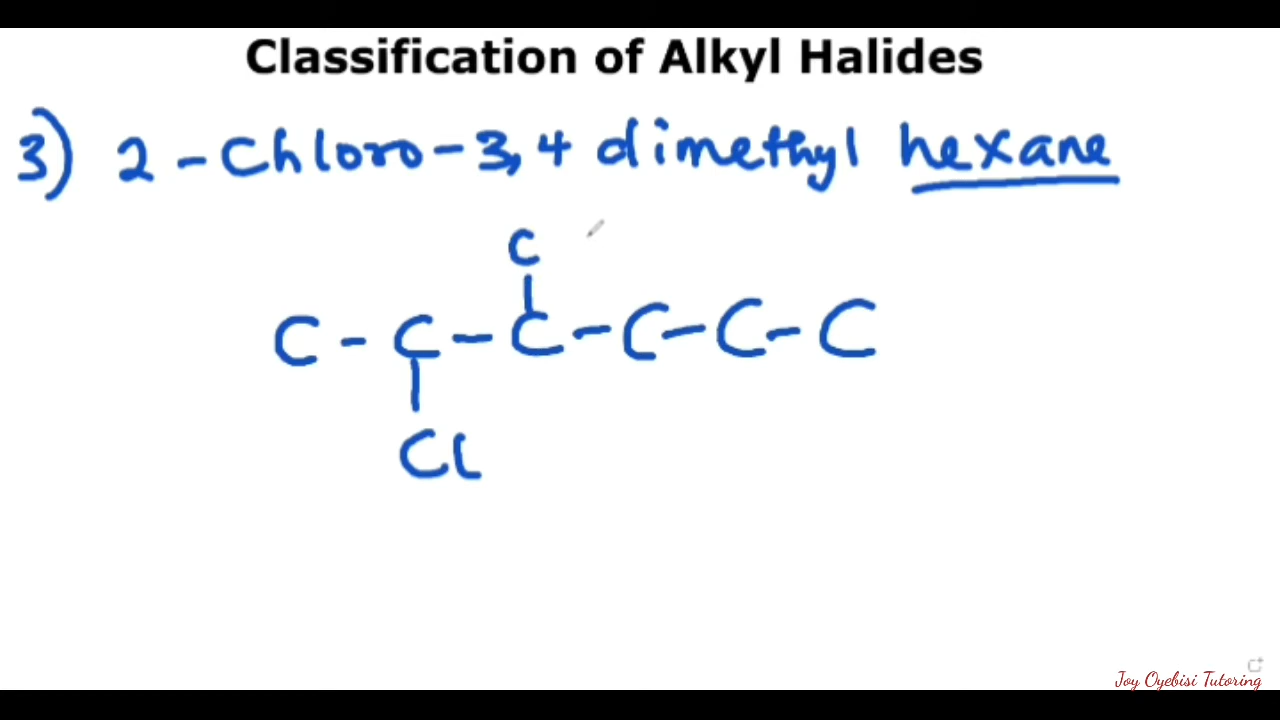 Classification of Alkyl Halides
3) 2-Chloro-3,4 dimethyl hexane
C
C-C-C-C-C-C
Cl
Joy Oyebisi Tutoring